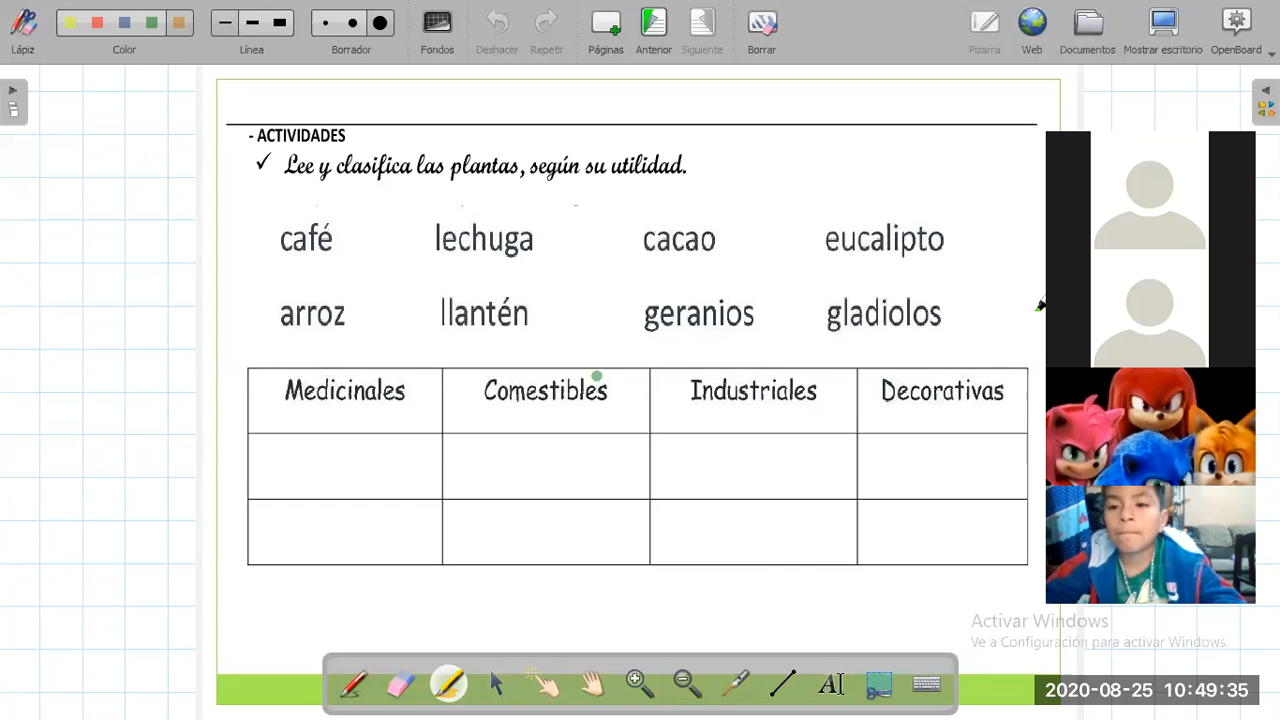 Lápiz Color Línea Borrador Fondos Deshacer Repetir Páginas Anterior Siguiente Borrar Pizarra Web Documentos Mostrar escritorio OpenBoard
- ACTIVIDADES
✓ Lee y clasifica las plantas, según su utilidad.
café lechuga cacao eucalipto
arroz llantén geranios gladiolos
Medicinales Comestibles Industriales Decorativas
Activar Windows
Ve a Configuración para activar Windows.
2020-08-25 10:49:35